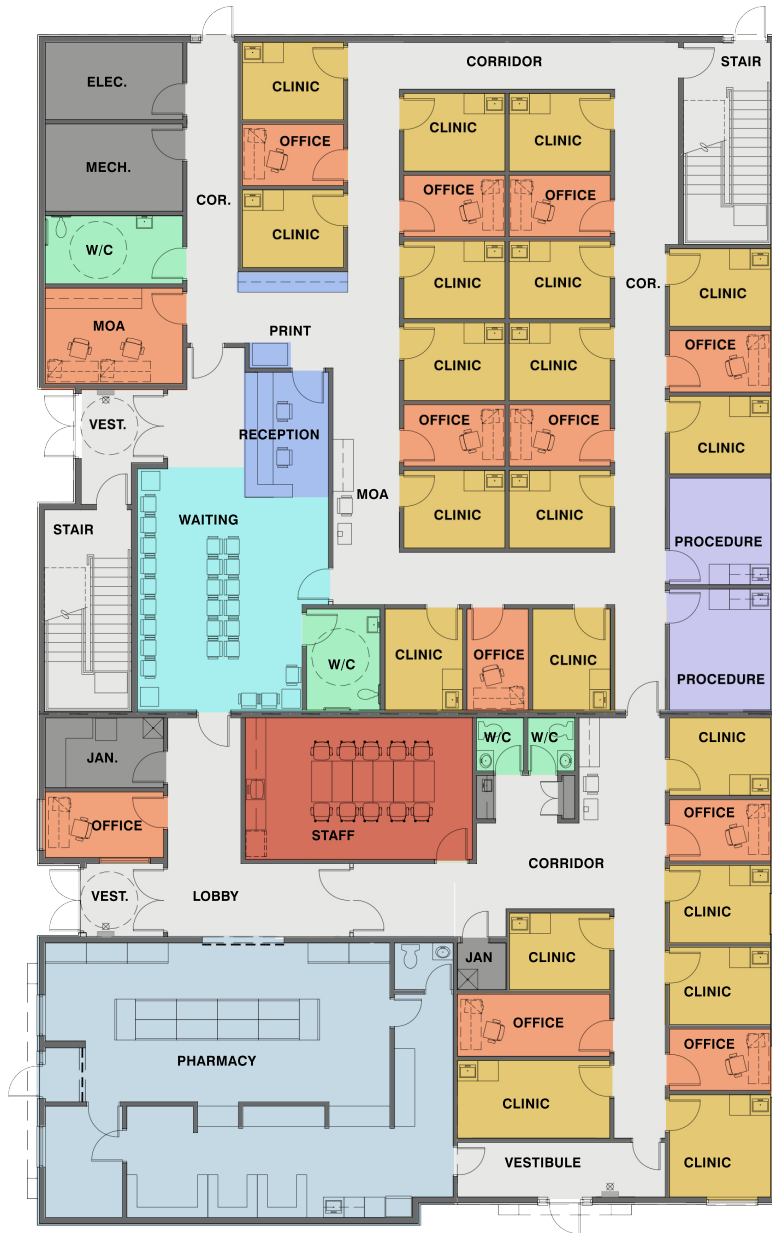 CORRIDOR
STAIR
ELEC.
CLINIC
CLINIC
CLINIC
OFFICE
MECH.
OFFICE
OFFICE
COR.
CLINIC
W/C
CLINIC
CLINIC
COR.
CLINIC
MOA
PRINT
OFFICE
CLINIC
CLINIC
VEST.
OFFICE
OFFICE
RECEPTION
CLINIC
MOA
CLINIC
CLINIC
WAITING
STAIR
PROCEDURE
CLINIC
OFFICE
CLINIC
W/C
PROCEDURE
W/C
W/C
CLINIC
JAN.
OFFICE
OFFICE
STAFF
CORRIDOR
VEST.
LOBBY
CLINIC
JAN
CLINIC
CLINIC
OFFICE
OFFICE
PHARMACY
CLINIC
VESTIBULE
CLINIC